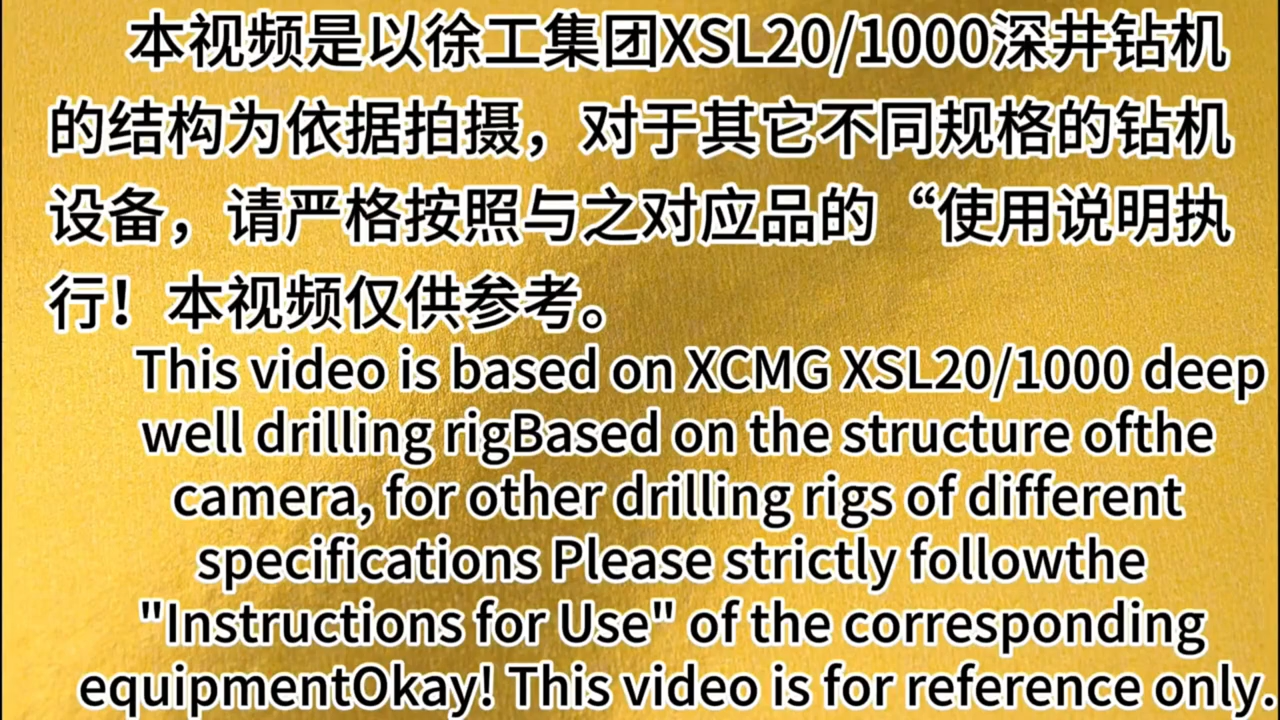 本视频是以徐工集团XSL20/1000深井钻机
的结构为依据拍摄，对于其它不同规格的钻机
设备，请严格按照与之对应品的“使用说明执
行！本视频仅供参考。
This video is based on XCMG XSL20/1000 deep
well drilling rigBased on the structure ofthe
camera, for other drilling rigs of different
specifications Please strictly followthe
"Instructions for Use" of the corresponding
equipmentOkay! This video is for reference only.